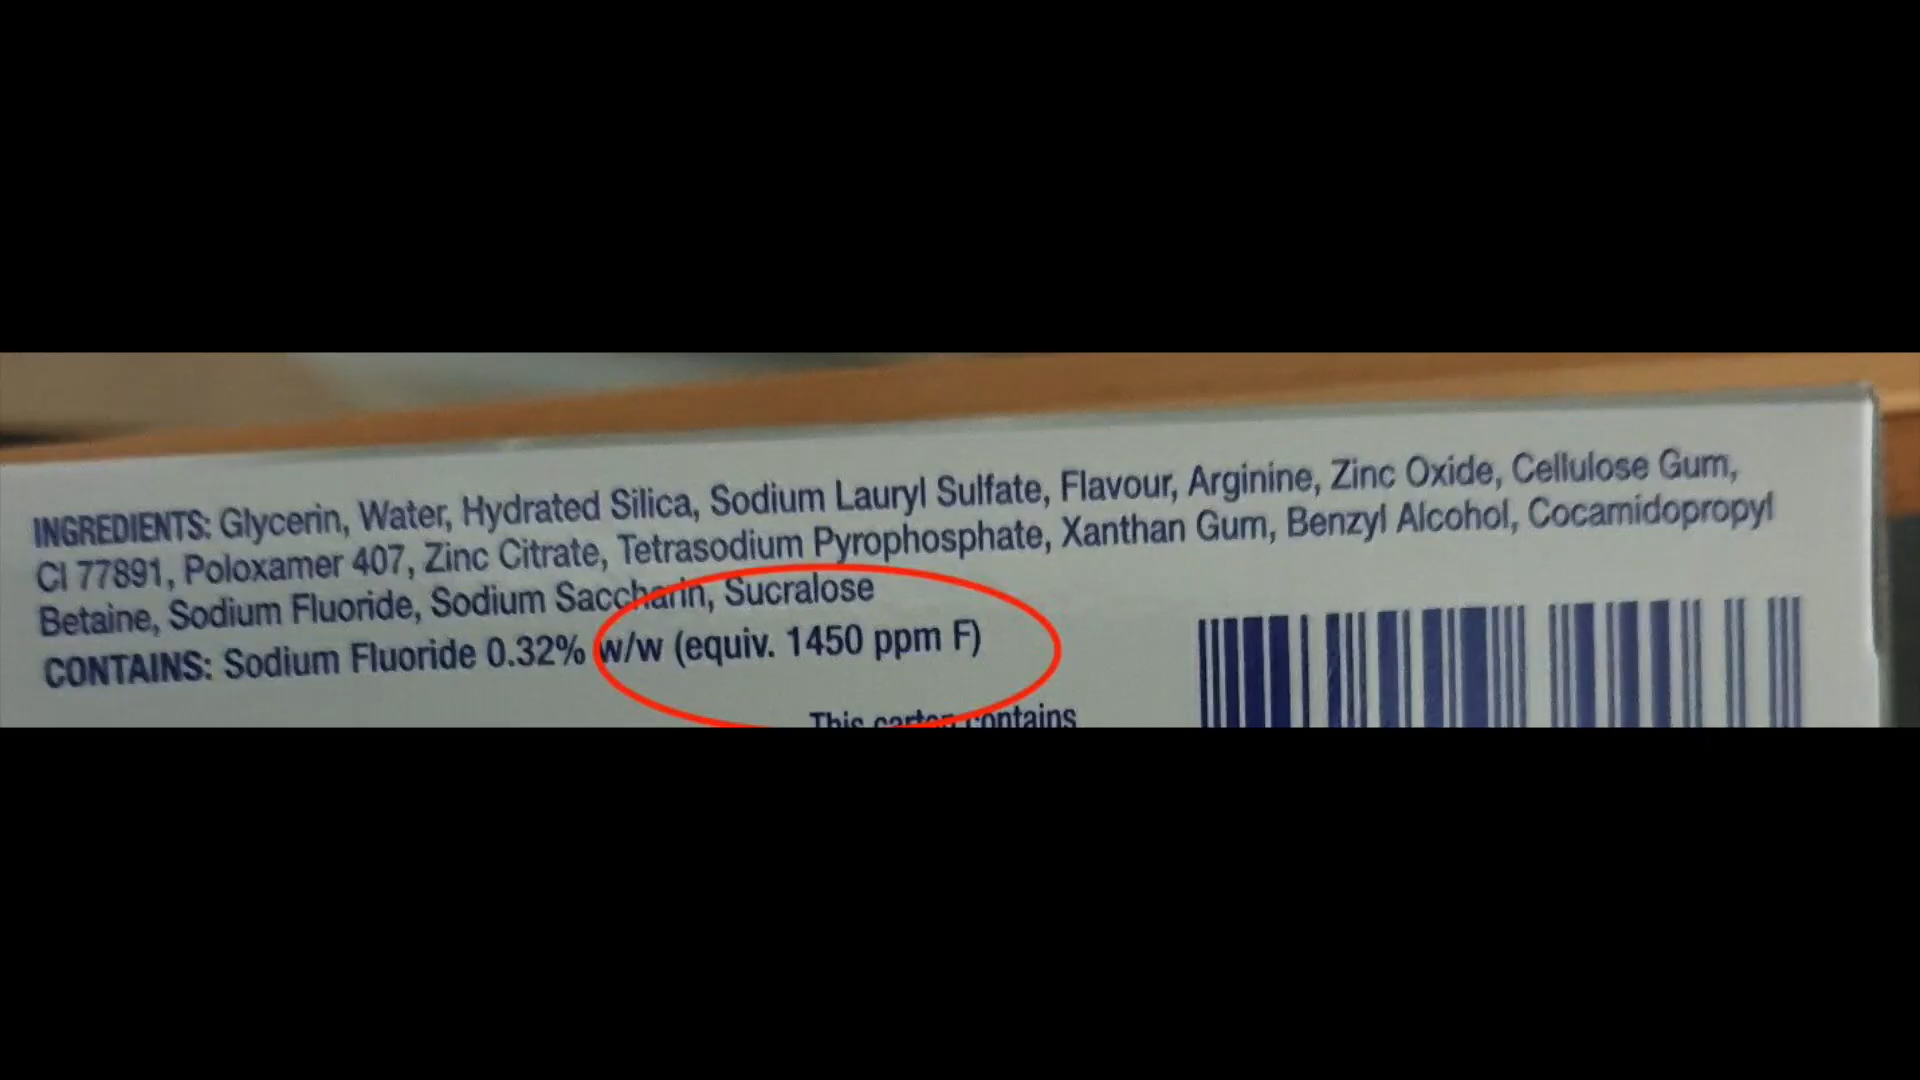 INGREDIENTS: Glycerin, Water, Hydrated Silica, Sodium Lauryl Sulfate, Flavour, Arginine, Zinc Oxide, Cellulose Gum,
CI 77891, Poloxamer 407, Zinc Citrate, Tetrasodium Pyrophosphate, Xanthan Gum, Benzyl Alcohol, Cocamidopropyl
Betaine, Sodium Fluoride, Sodium Saccharin, Sucralose
CONTAINS: Sodium Fluoride 0.32% w/w (equiv. 1450 ppm F)
This carton contains